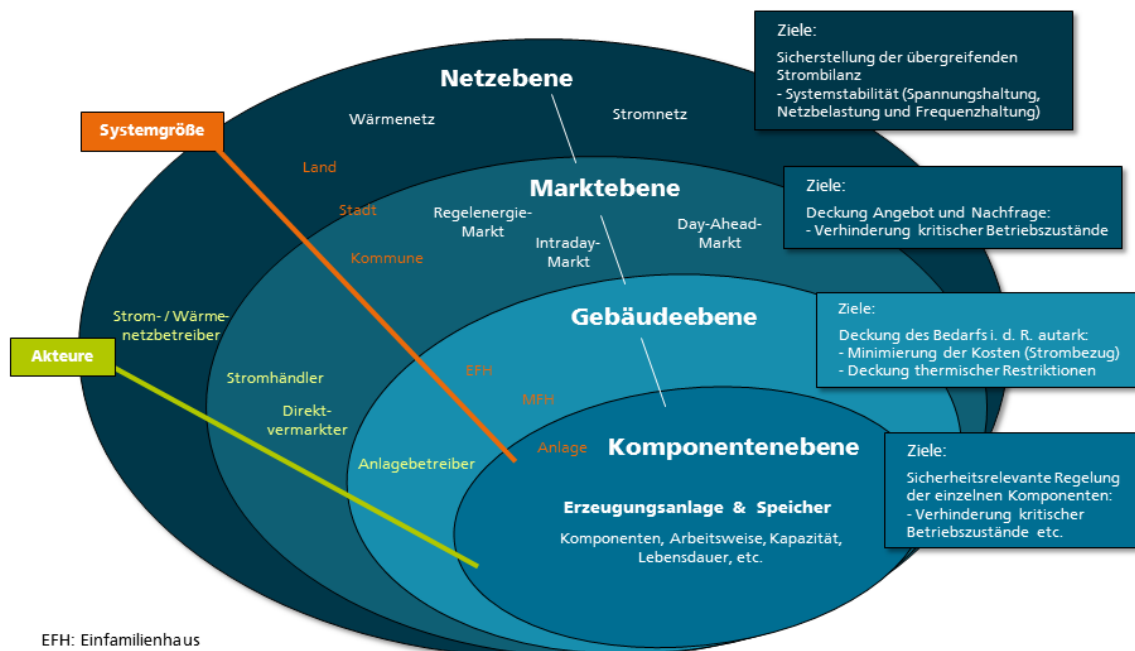 Ziele:
Sicherstellung der übergreifenden
Strombilanz
- Systemstabilität (Spannungshaltung,
Netzbelastung und Frequenzhaltung)
Netzebene
Wärmenetz
Stromnetz
Systemgröße
Land
Marktebene
Ziele:
Deckung Angebot und Nachfrage:
- Verhinderung kritischer Betriebszustände
Stadt
Regelenergie-
Markt
Intraday-
Markt
Day-Ahead-
Markt
Kommune
Strom- / Wärme-
netzbetreiber
Gebäudeebene
Ziele:
Deckung des Bedarfs i. d. R. autark:
- Minimierung der Kosten (Strombezug)
- Deckung thermischer Restriktionen
Akteure
Stromhändler
EFH
Direkt-
vermarkter
MFH
Anlagebetreiber
Anlage
Komponentenebene
Ziele:
Sicherheitsrelevante Regelung
der einzelnen Komponenten:
- Verhinderung kritischer
Betriebszustände etc.
Erzeugungsanlage & Speicher
Komponenten, Arbeitsweise, Kapazität,
Lebensdauer, etc.
EFH: Einfamilienhaus